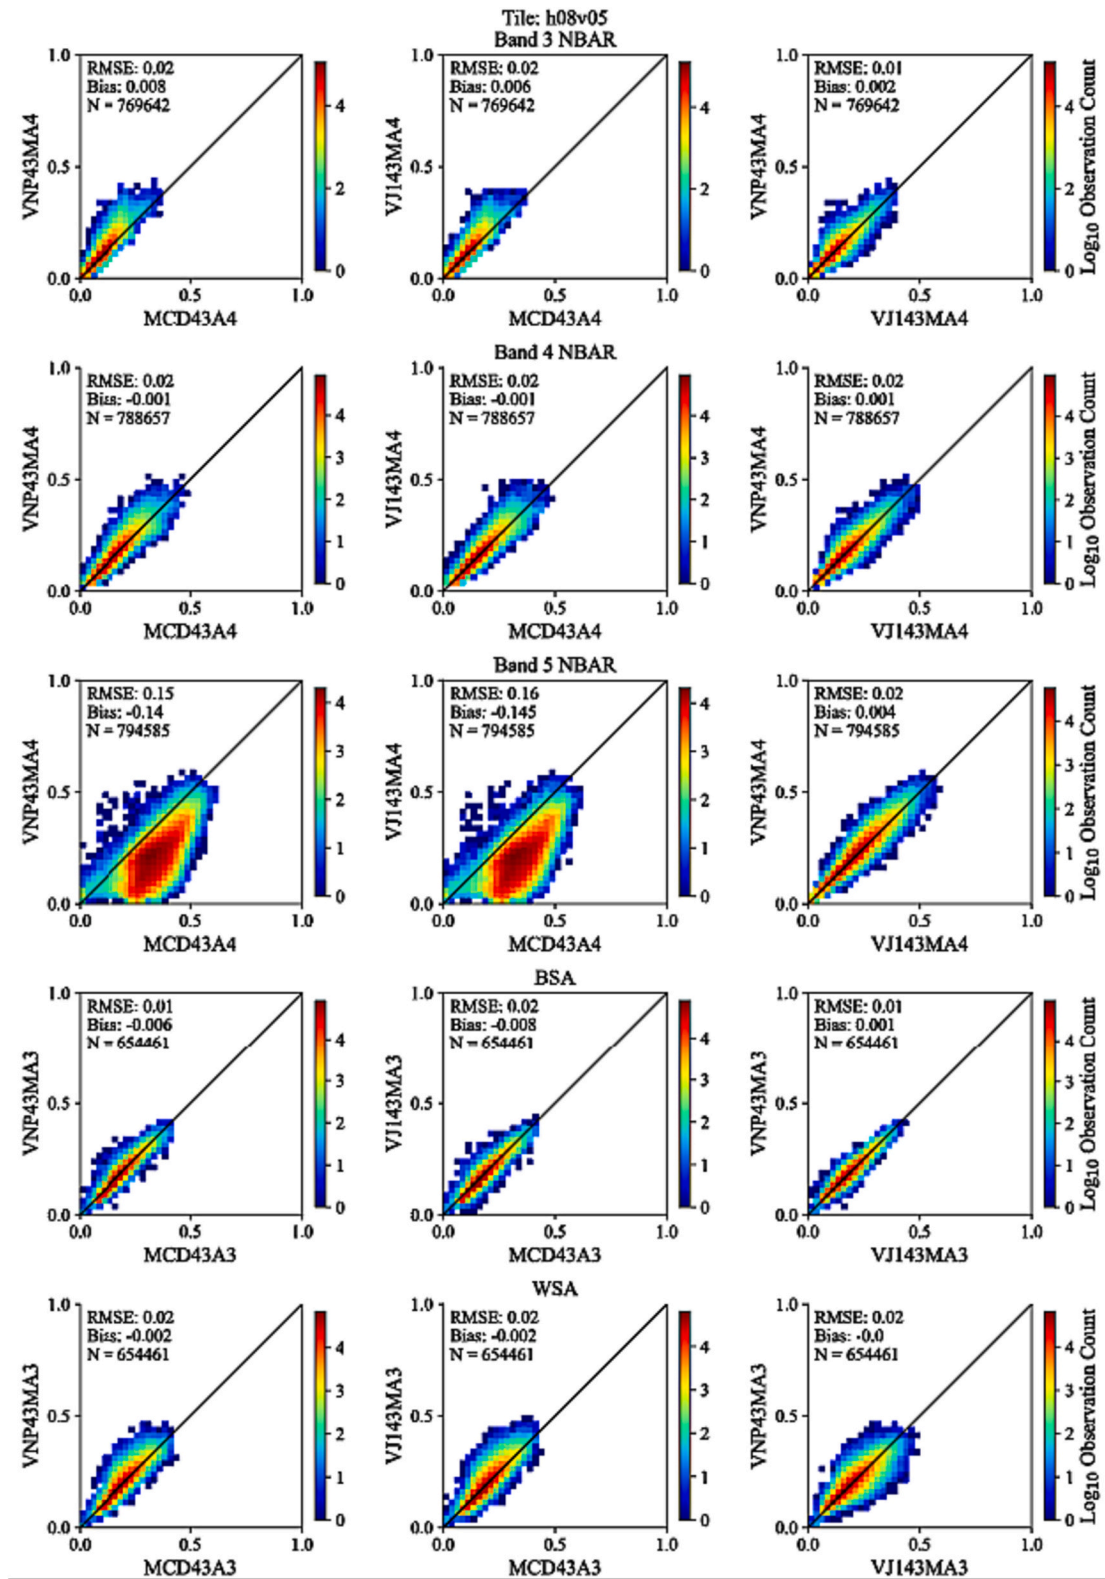 Tile: h08v05
Band 3 NBAR
RMSE: 0.02
Bias: 0.008
N = 769642
VNP43MA4
1.0
0.5
0.0
0.0 0.5 1.0
MCD43A4
4
2
0
RMSE: 0.02
Bias: 0.006
N = 769642
VJ143MA4
1.0
0.5
0.0
0.0 0.5 1.0
MCD43A4
4
2
0
RMSE: 0.01
Bias: 0.002
N = 769642
VNP43MA4
1.0
0.5
0.0
0.0 0.5 1.0
VJ143MA4
4
2
0
Log10 Observation Count
Band 4 NBAR
RMSE: 0.02
Bias: -0.001
N = 788657
VNP43MA4
1.0
0.5
0.0
0.0 0.5 1.0
MCD43A4
4
3
2
1
0
RMSE: 0.02
Bias: -0.001
N = 788657
VJ143MA4
1.0
0.5
0.0
0.0 0.5 1.0
MCD43A4
4
3
2
1
0
RMSE: 0.02
Bias: 0.001
N = 788657
VNP43MA4
1.0
0.5
0.0
0.0 0.5 1.0
VJ143MA4
4
3
2
1
0
Log10 Observation Count
Band 5 NBAR
RMSE: 0.15
Bias: -0.14
N = 794585
VNP43MA4
1.0
0.5
0.0
0.0 0.5 1.0
MCD43A4
4
3
2
1
0
RMSE: 0.16
Bias: -0.145
N = 794585
VJ143MA4
1.0
0.5
0.0
0.0 0.5 1.0
MCD43A4
4
3
2
1
0
RMSE: 0.02
Bias: 0.004
N = 794585
VNP43MA4
1.0
0.5
0.0
0.0 0.5 1.0
VJ143MA4
4
3
2
1
0
Log10 Observation Count
BSA
RMSE: 0.01
Bias: -0.006
N = 654461
VNP43MA3
1.0
0.5
0.0
0.0 0.5 1.0
MCD43A3
4
3
2
1
0
RMSE: 0.02
Bias: -0.008
N = 654461
VJ143MA3
1.0
0.5
0.0
0.0 0.5 1.0
MCD43A3
4
3
2
1
0
RMSE: 0.01
Bias: 0.001
N = 654461
VNP43MA3
1.0
0.5
0.0
0.0 0.5 1.0
VJ143MA3
4
3
2
1
0
Log10 Observation Count
WSA
RMSE: 0.02
Bias: -0.002
N = 654461
VNP43MA3
1.0
0.5
0.0
0.0 0.5 1.0
MCD43A3
4
3
2
1
0
RMSE: 0.02
Bias: -0.002
N = 654461
VJ143MA3
1.0
0.5
0.0
0.0 0.5 1.0
MCD43A3
4
3
2
1
0
RMSE: 0.02
Bias: -0.0
N = 654461
VNP43MA3
1.0
0.5
0.0
0.0 0.5 1.0
VJ143MA3
4
3
2
1
0
Log10 Observation Count